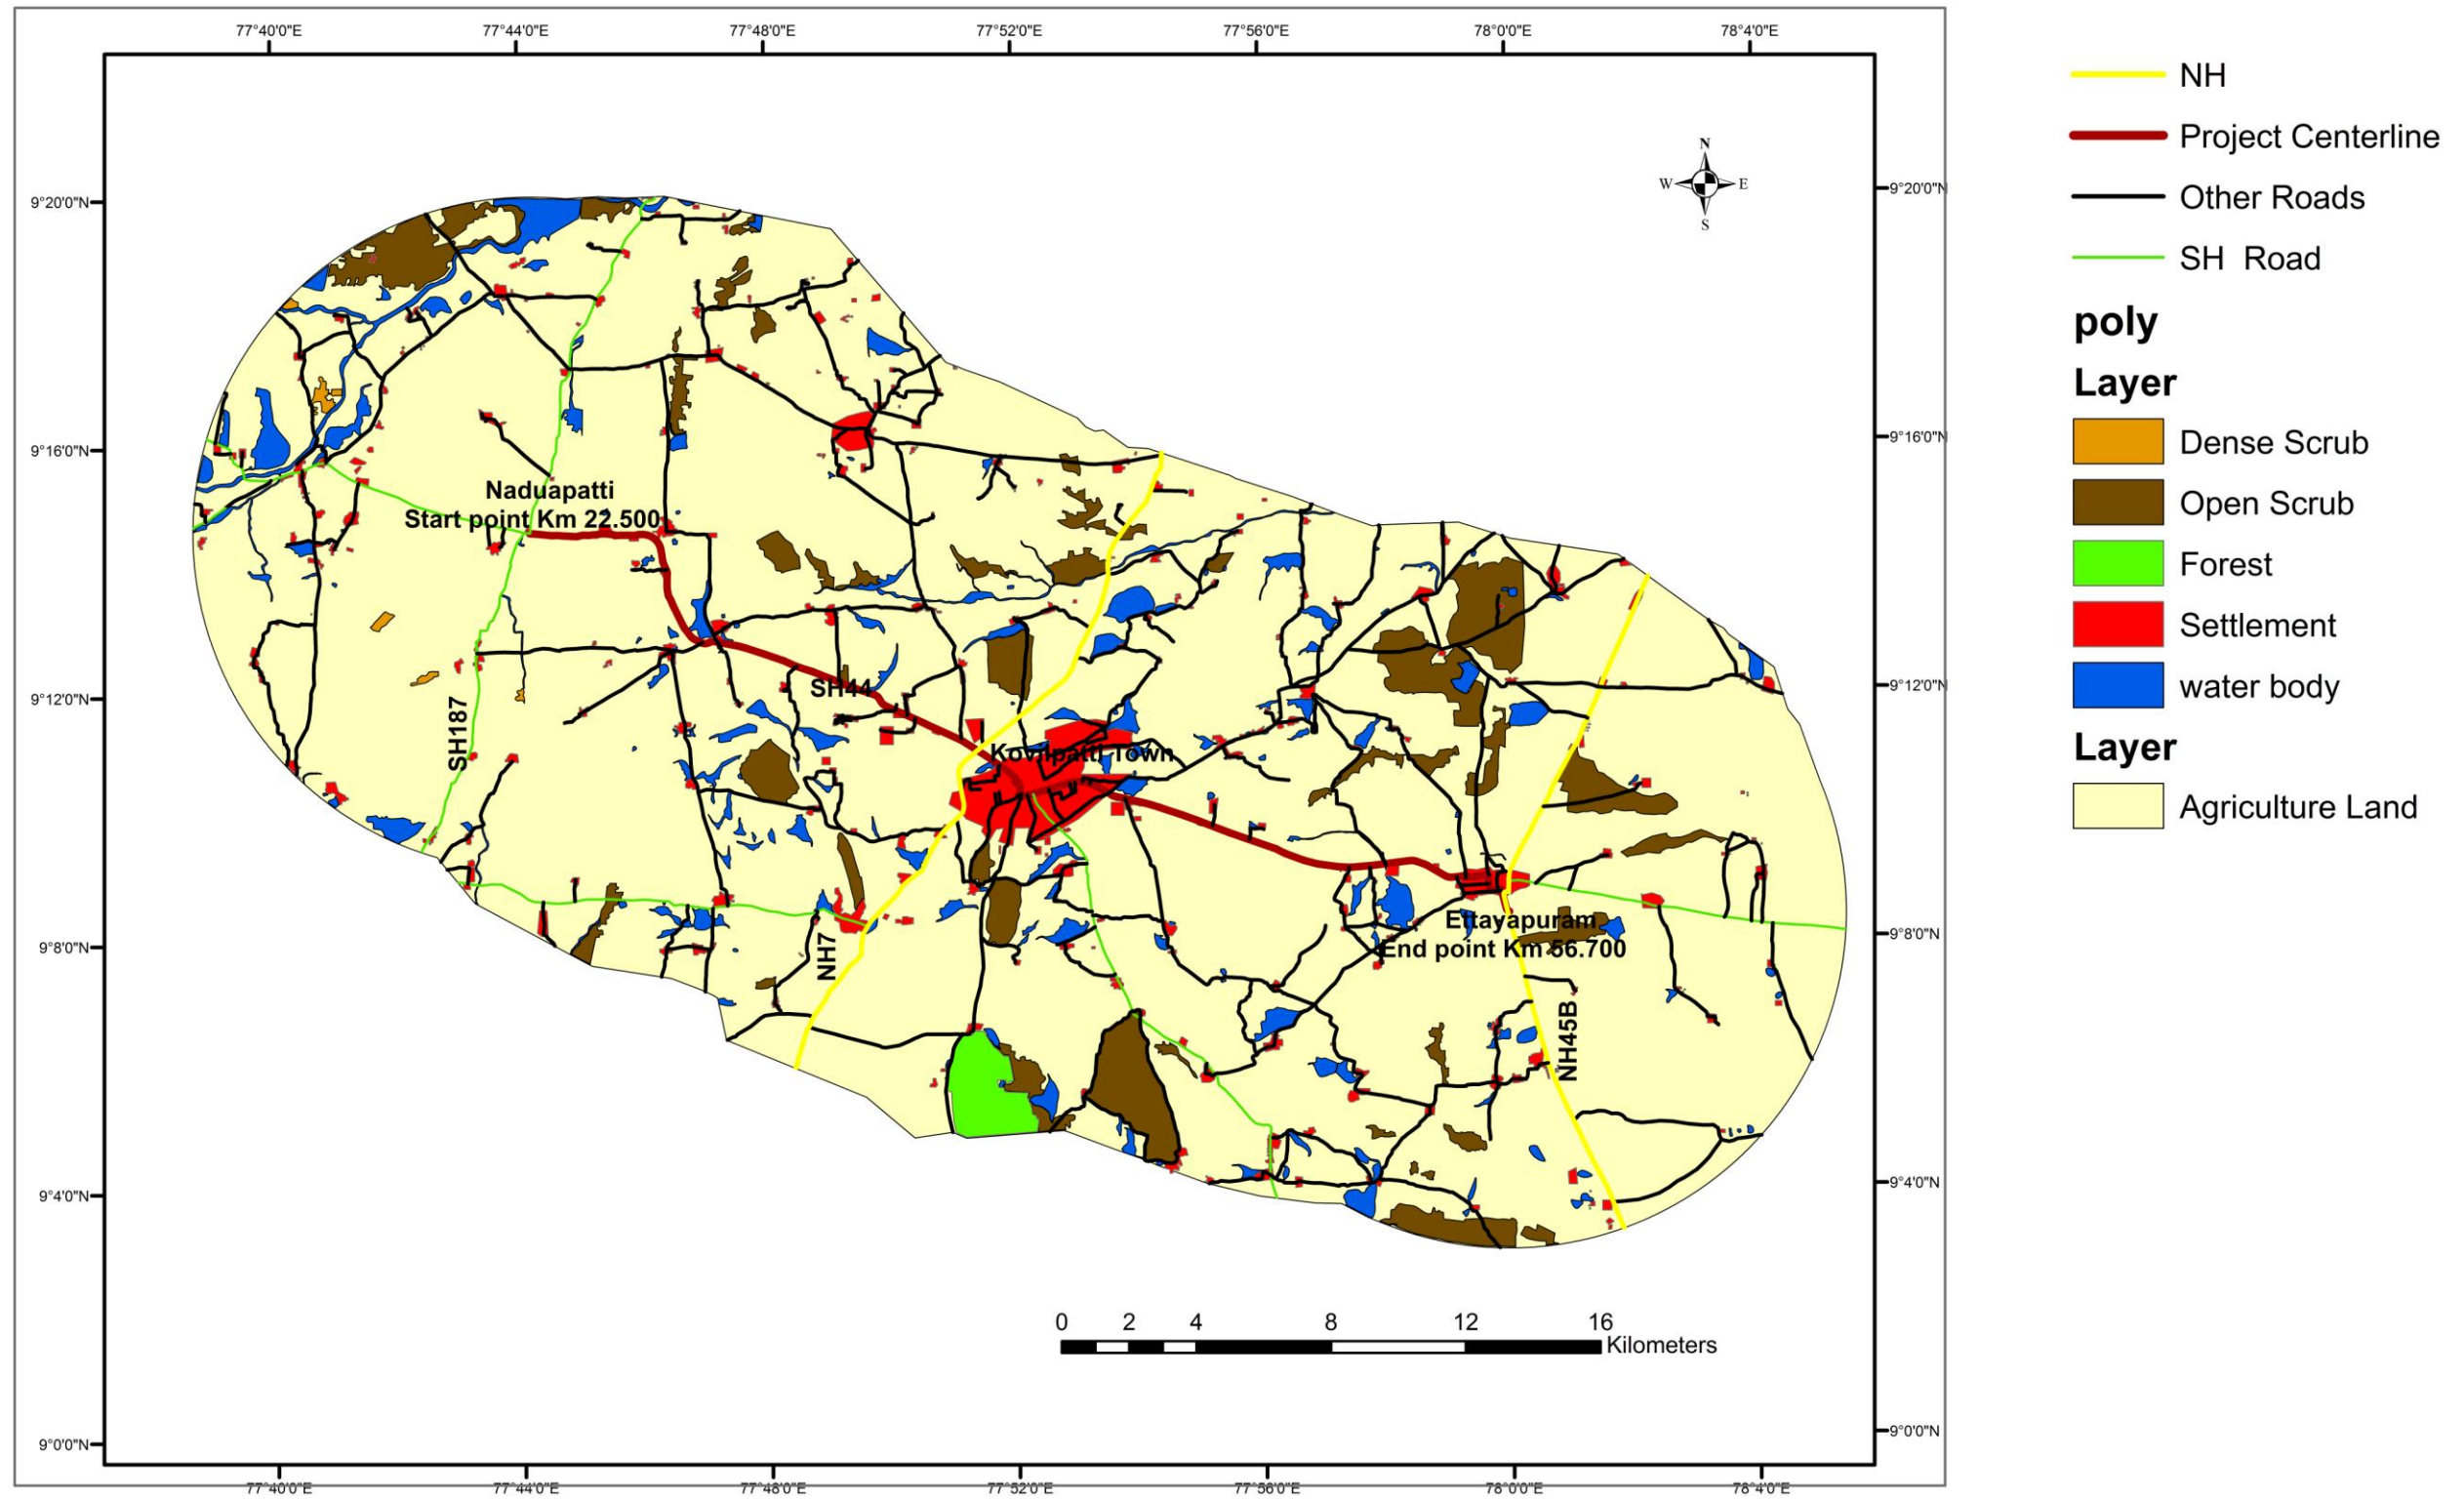 77°40'0"E 77°44'0"E 77°48'0"E 77°52'0"E 77°56'0"E 78°0'0"E 78°4'0"E
NH
Project Centerline
N
W E
S
9°20'0"N 9°20'0"N
Other Roads
SH Road
poly
Layer
9°16'0"N 9°16'0"N
Dense Scrub
Naduapatti
Start point Km 22.500
Open Scrub
Forest
Settlement
9°12'0"N 9°12'0"N
SH44
water body
SH187
Kovilpatti Town
Layer
Agriculture Land
Ettayapuram
End point Km 56.700
9°8'0"N 9°8'0"N
NH7
NH45B
9°4'0"N 9°4'0"N
0 2 4 8 12 16
Kilometers
9°0'0"N 9°0'0"N
77°40'0"E 77°44'0"E 77°48'0"E 77°52'0"E 77°56'0"E 78°0'0"E 78°4'0"E